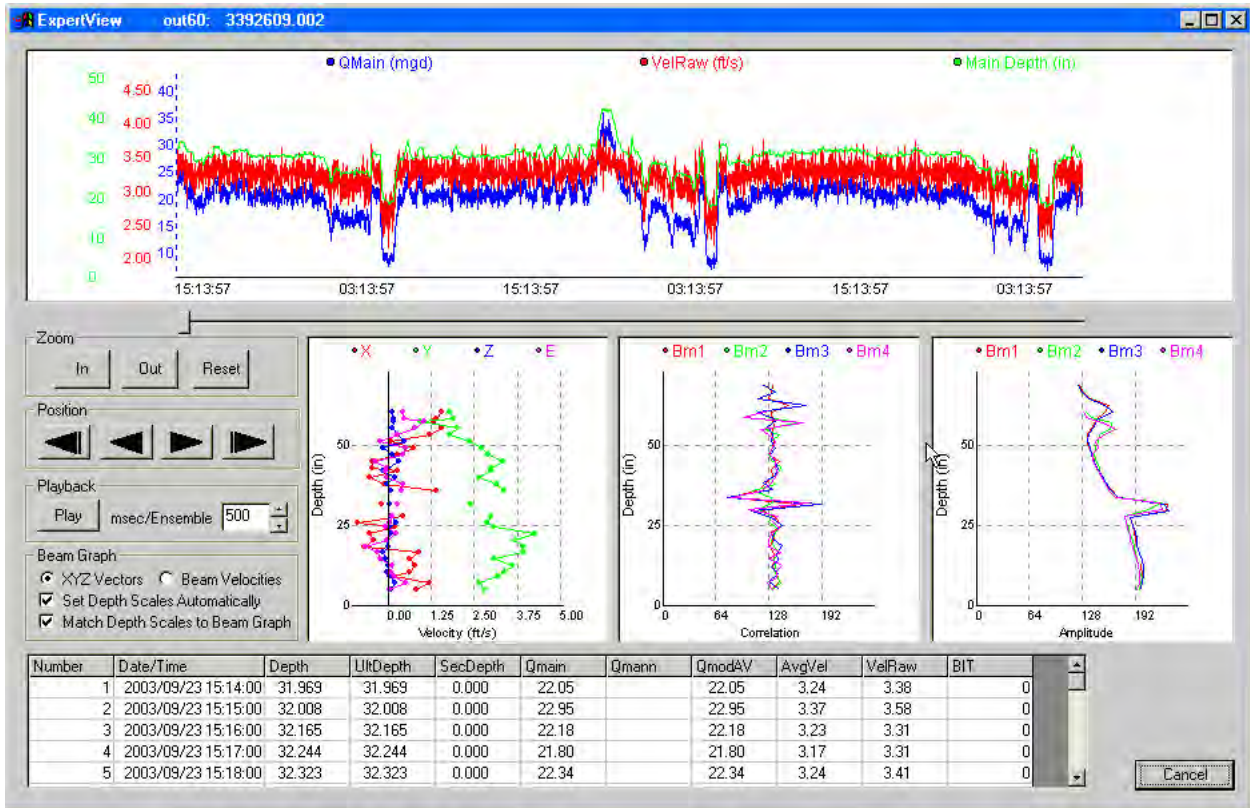 ExpertView out60: 3392609.002
QMain (mgd) VelRaw (ft/s) Main Depth (in)
50
40
30
20
10
0
4.50
4.00
3.50
3.00
2.50
2.00
40
35
30
25
20
15
10
15:13:57 03:13:57 15:13:57 03:13:57 15:13:57 03:13:57
Zoom
In Out Reset
Position
Playback
Play msec/Ensemble 500
Beam Graph
XYZ Vectors Beam Velocities
Set Depth Scales Automatically
Match Depth Scales to Beam Graph
X Y Z E
Depth (in)
50
25
0
0.00 1.25 2.50 3.75 5.00
Velocity (ft/s)
Bm1 Bm2 Bm3 Bm4
Depth (in)
50
25
0
0 64 128 192
Correlation
Bm1 Bm2 Bm3 Bm4
Depth (in)
50
25
0
0 64 128 192
Amplitude
Number Date/Time Depth UltDepth SecDepth Qmain Qmann QmodAV AvgVel VelRaw BIT
1 2003/09/23 15:14:00 31.969 31.969 0.000 22.05 22.05 3.24 3.38 0
2 2003/09/23 15:15:00 32.008 32.008 0.000 22.95 22.95 3.37 3.58 0
3 2003/09/23 15:16:00 32.165 32.165 0.000 22.18 22.18 3.23 3.31 0
4 2003/09/23 15:17:00 32.244 32.244 0.000 21.80 21.80 3.17 3.31 0
5 2003/09/23 15:18:00 32.323 32.323 0.000 22.34 22.34 3.24 3.41 0
Cancel